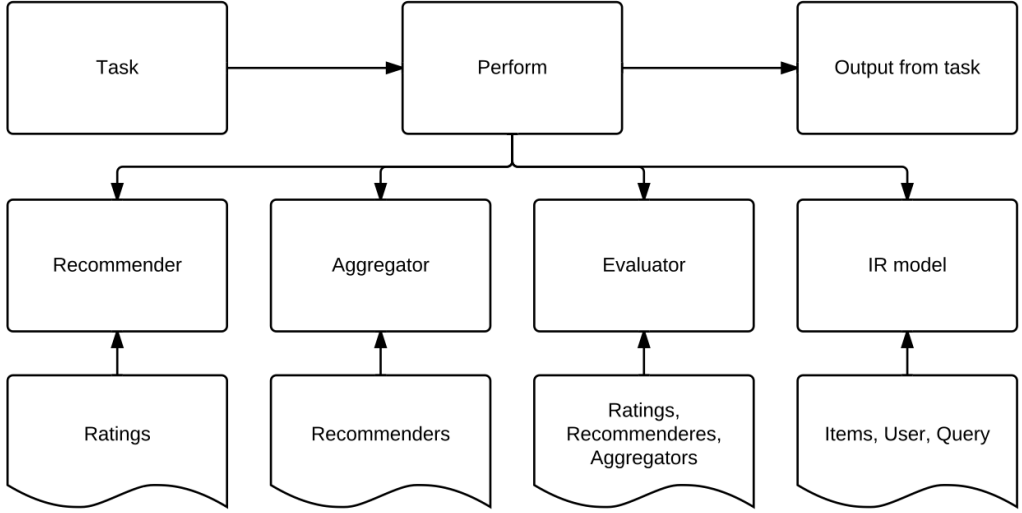 Task
Perform
Output from task
Recommender
Aggregator
Evaluator
IR model
Ratings
Recommenders
Ratings,
Recommenderes,
Aggregators
Items, User, Query